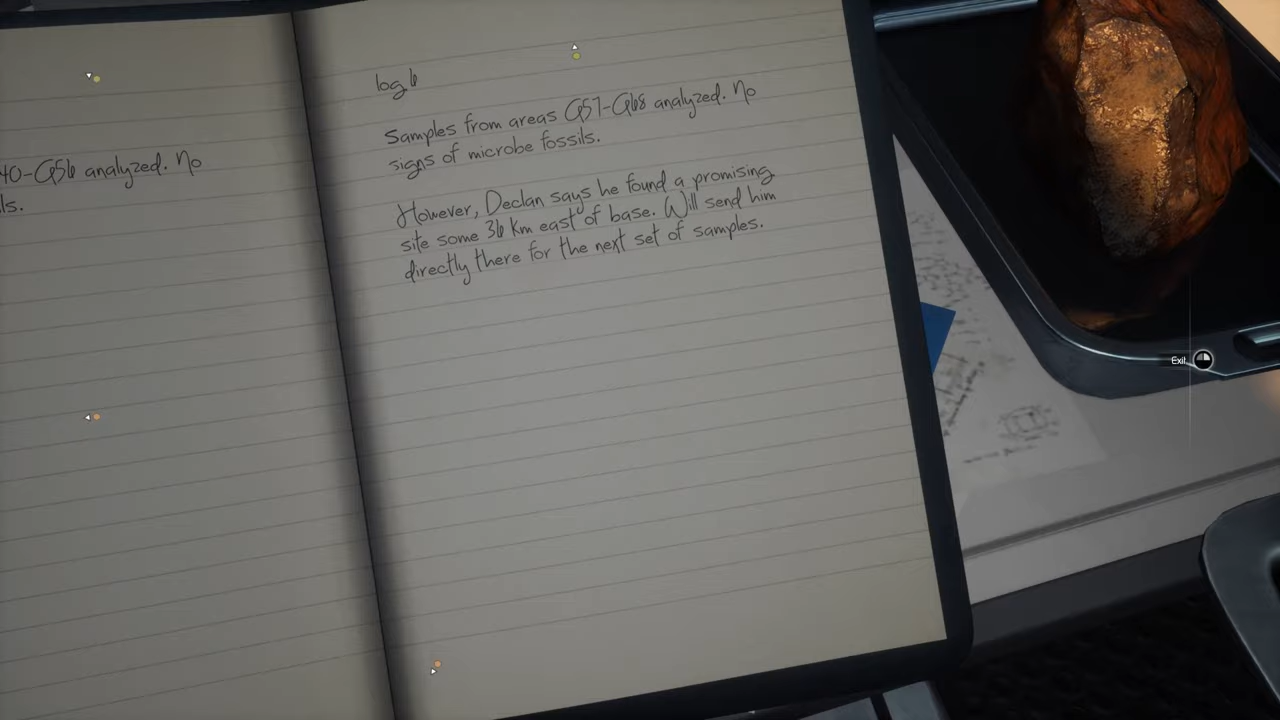 40-G56 analyzed. No
ls.
log 6
Samples from areas G57-G68 analyzed. No
signs of microbe fossils.
However, Declan says he found a promising
site some 36 km east of base. Will send him
directly there for the next set of samples.
Exit